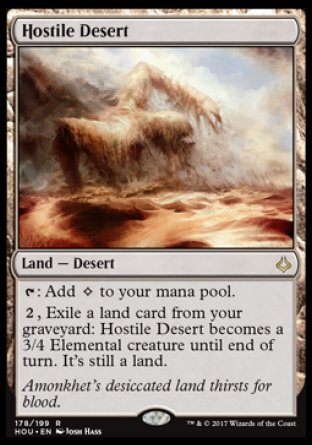 Hostile Desert
Land — Desert
: Add to your mana pool.
2, Exile a land card from your
graveyard: Hostile Desert becomes a
3/4 Elemental creature until end of
turn. It's still a land.
Amonkhet's desiccated land thirsts for
blood.
178/199 R
HOU • EN Josh Hass
™ & © 2017 Wizards of the Coast